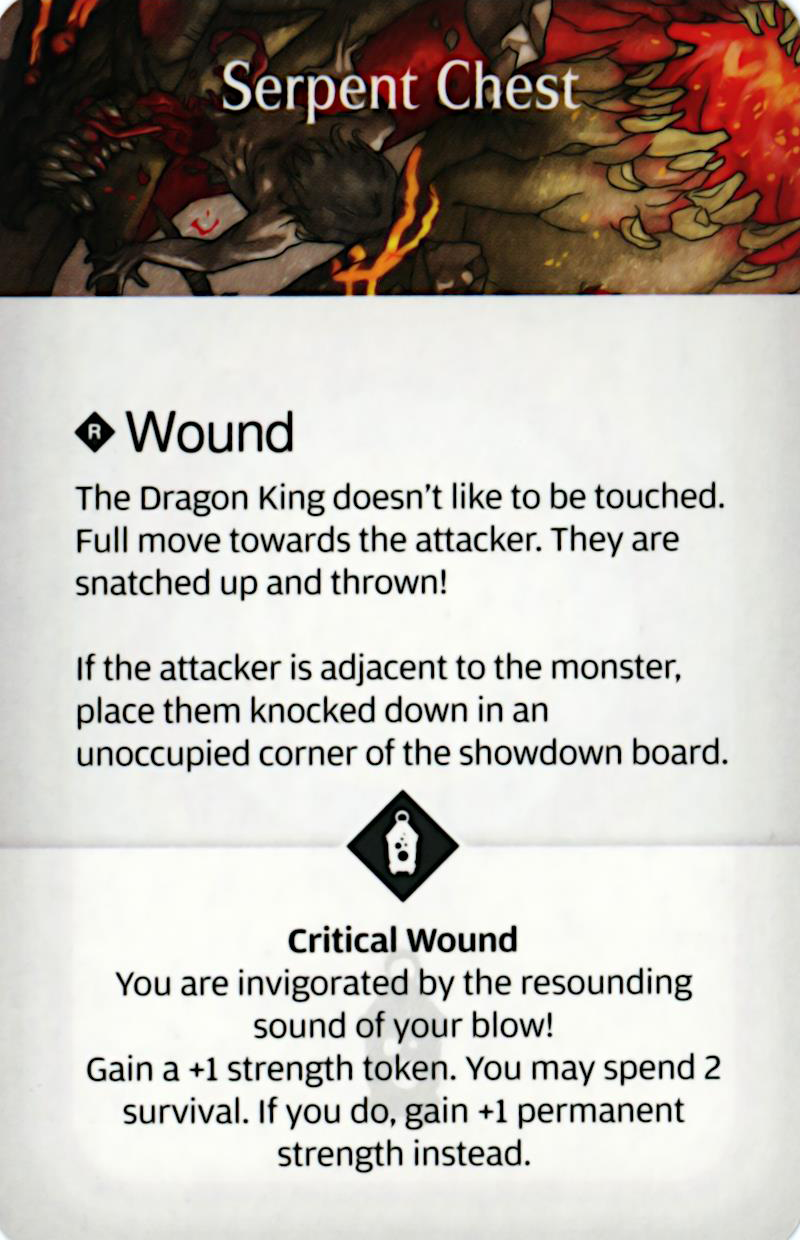 Serpent Chest
R Wound
The Dragon King doesn't like to be touched.
Full move towards the attacker. They are
snatched up and thrown!
If the attacker is adjacent to the monster,
place them knocked down in an
unoccupied corner of the showdown board.
Critical Wound
You are invigorated by the resounding
sound of your blow!
Gain a +1 strength token. You may spend 2
survival. If you do, gain +1 permanent
strength instead.